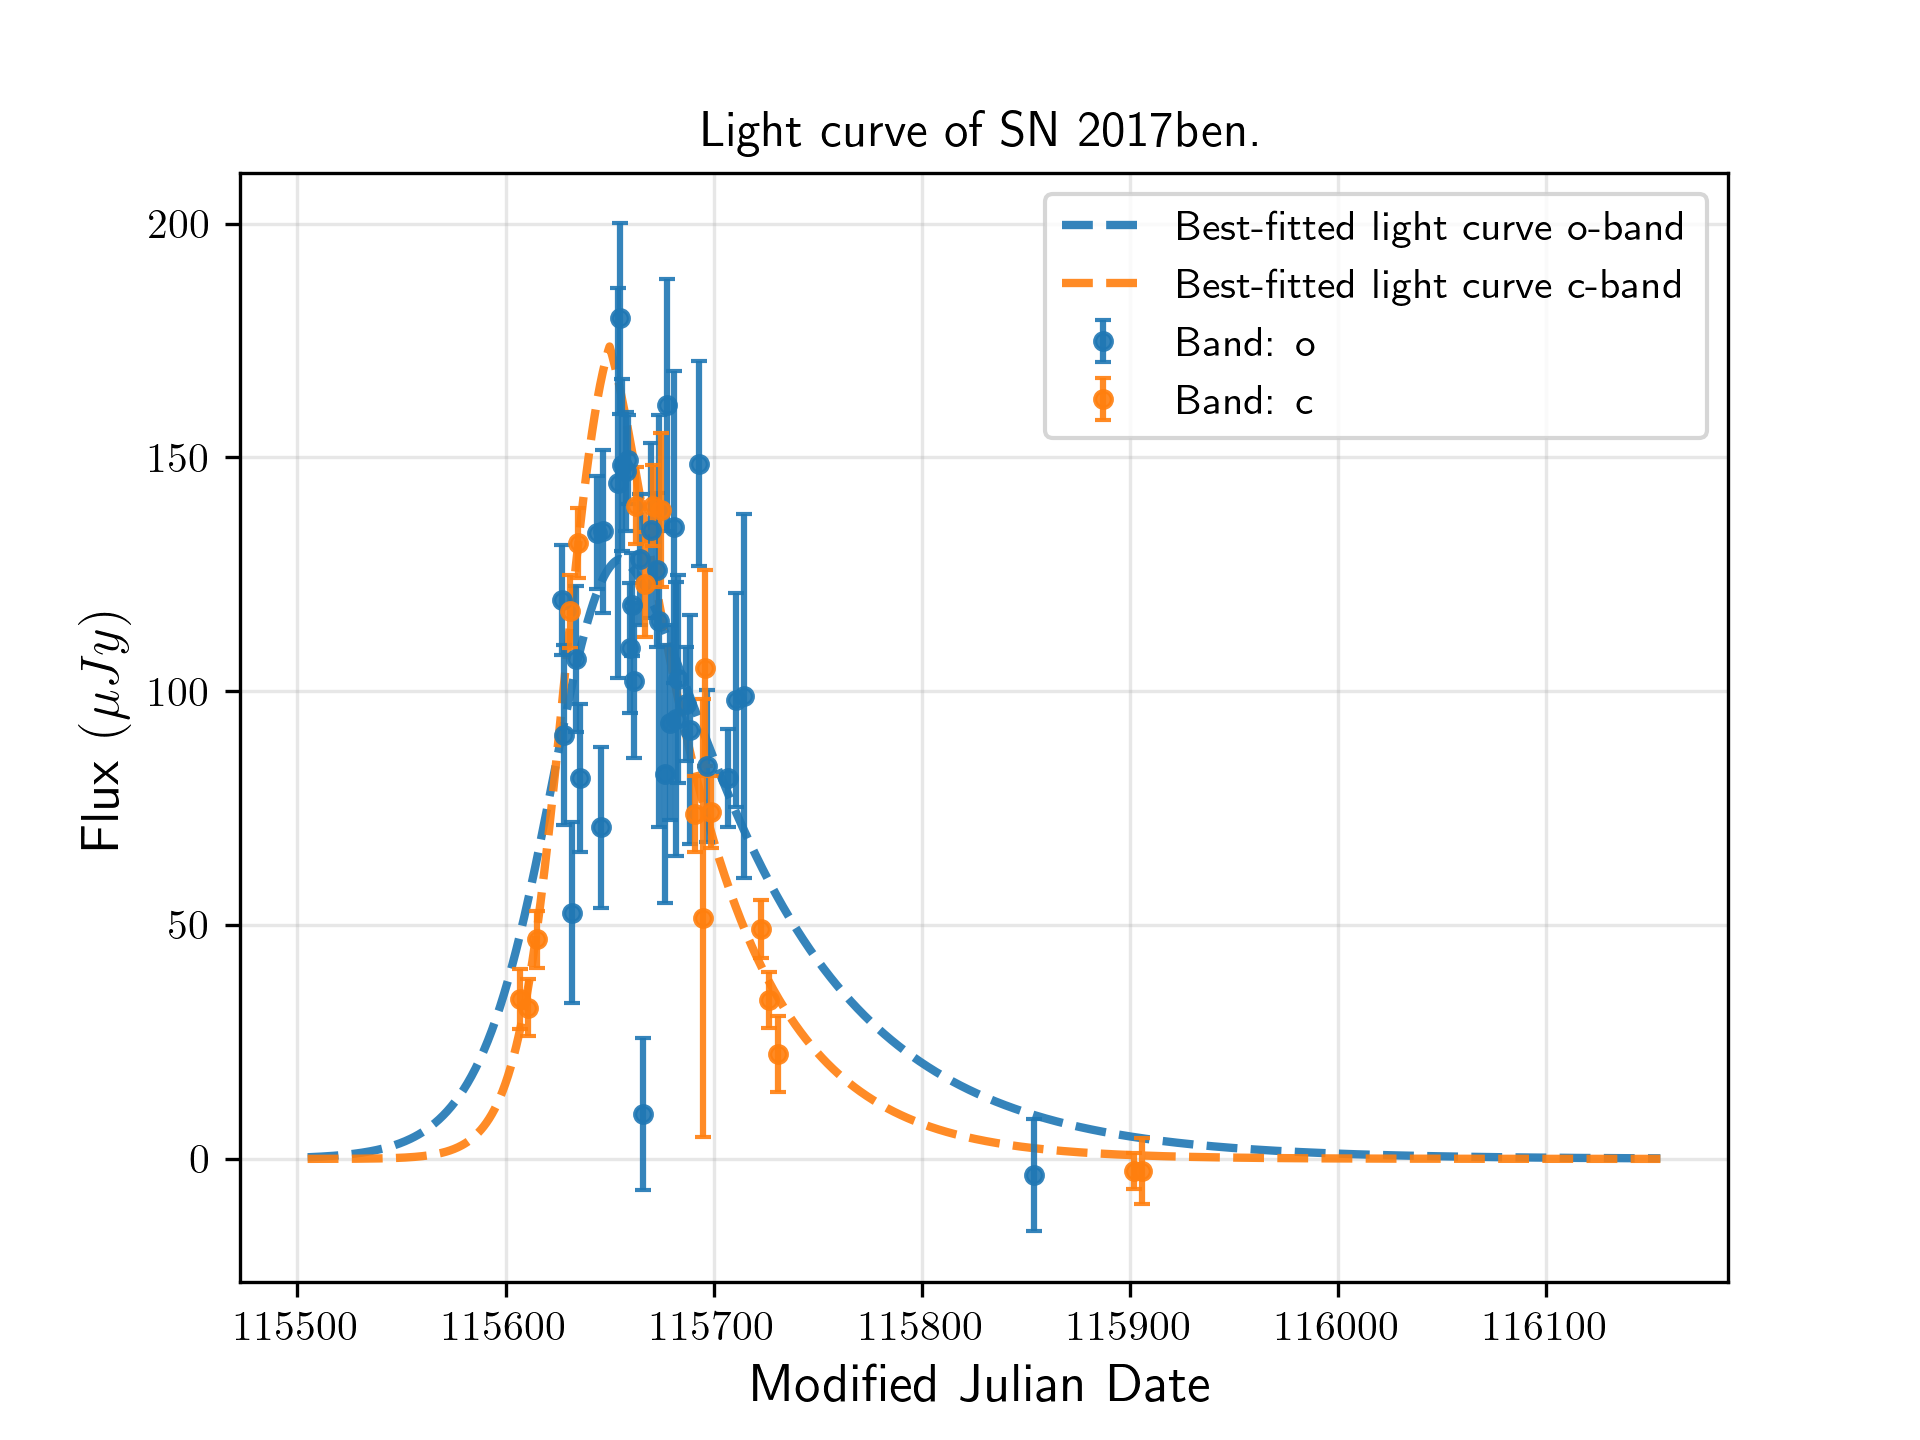 Light curve of SN 2017ben.
Best-fitted light curve o-band
Best-fitted light curve c-band
Band: o
Band: c
200
150
100
50
0
Flux (μJy)
115500 115600 115700 115800 115900 116000 116100
Modified Julian Date